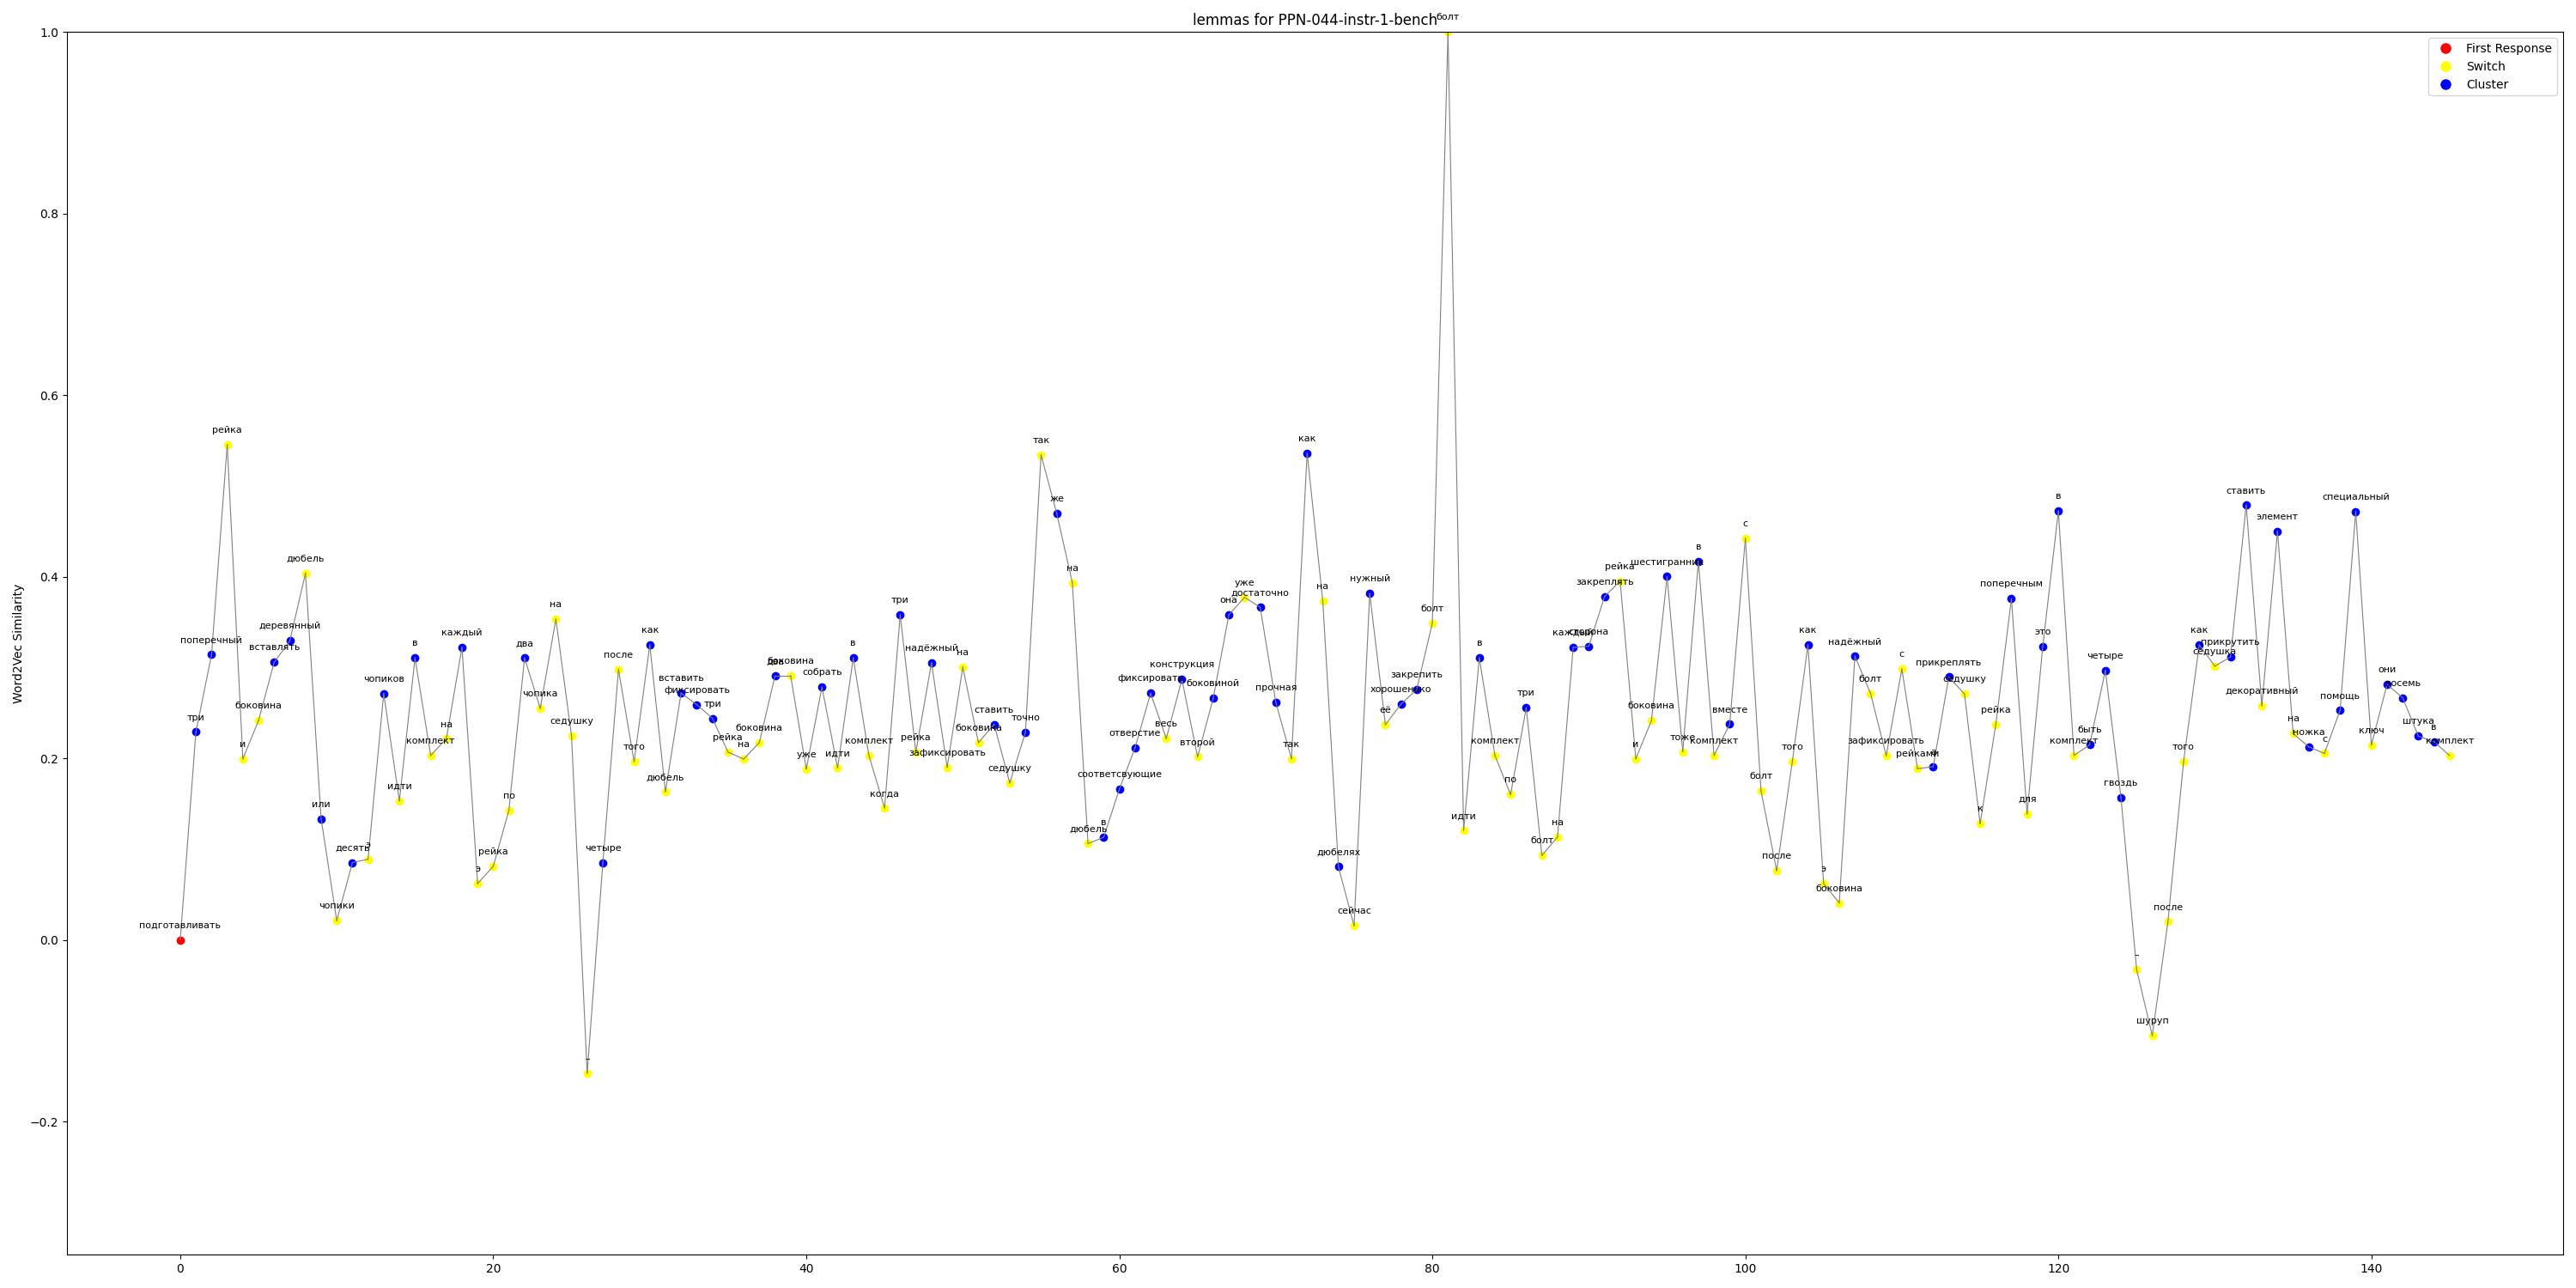 lemmas for PPN-044-instr-1-bench
болт
Word2Vec Similarity
1.0
0.8
0.6
0.4
0.2
0.0
−0.2
0
20
40
60
80
100
120
140
First Response
Switch
Cluster
подготавливать
три
поперечный
рейка
и
боковина
вставлять
деревянный
дюбель
или
чопики
десять
э
чопиков
идти
в
комплект
на
каждый
э
рейка
по
два
чопика
на
седушку
–
четыре
после
того
как
дюбель
вставить
фиксировать
три
рейка
на
боковина
два
боковина
уже
собрать
идти
в
комплект
когда
три
рейка
надёжный
зафиксировать
на
боковина
ставить
седушку
точно
так
же
на
дюбель
в
соответсвующие
отверстие
фиксировать
весь
конструкция
второй
боковиной
она
уже
достаточно
прочная
так
как
на
дюбелях
сейчас
нужный
её
хорошенько
закрепить
болт
идти
в
комплект
по
три
болт
на
каждый
сторона
закреплять
рейка
и
боковина
шестигранник
тоже
в
комплект
вместе
с
болт
после
того
как
э
боковина
надёжный
болт
зафиксировать
с
рейками
прикреплять
седушку
к
рейка
поперечным
для
это
в
комплект
быть
четыре
гвоздь
–
шуруп
после
того
как
седушка
прикрутить
ставить
декоративный
элемент
на
ножка
с
помощь
специальный
ключ
они
восемь
штука
в
комплект